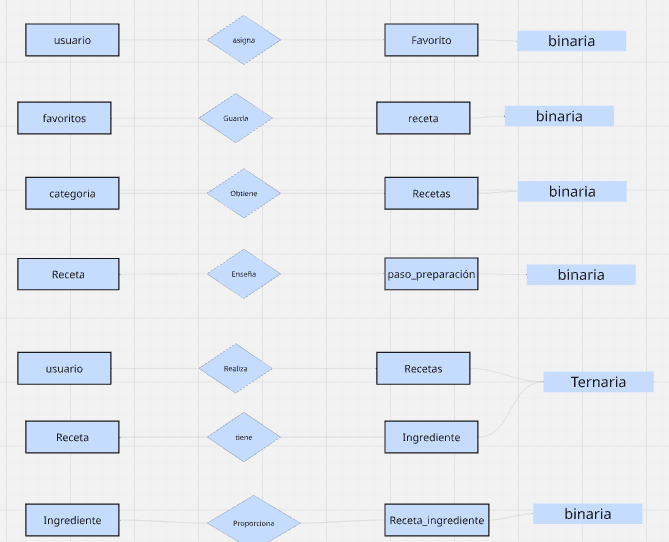 usuario
asigna
Favorito
binaria
favoritos
Guarda
receta
binaria
categoria
Obtiene
Recetas
binaria
Receta
Enseña
paso_preparación
binaria
usuario
Realiza
Recetas
Ternaria
Receta
tiene
Ingrediente
Ingrediente
Proporciona
Receta_ingrediente
binaria